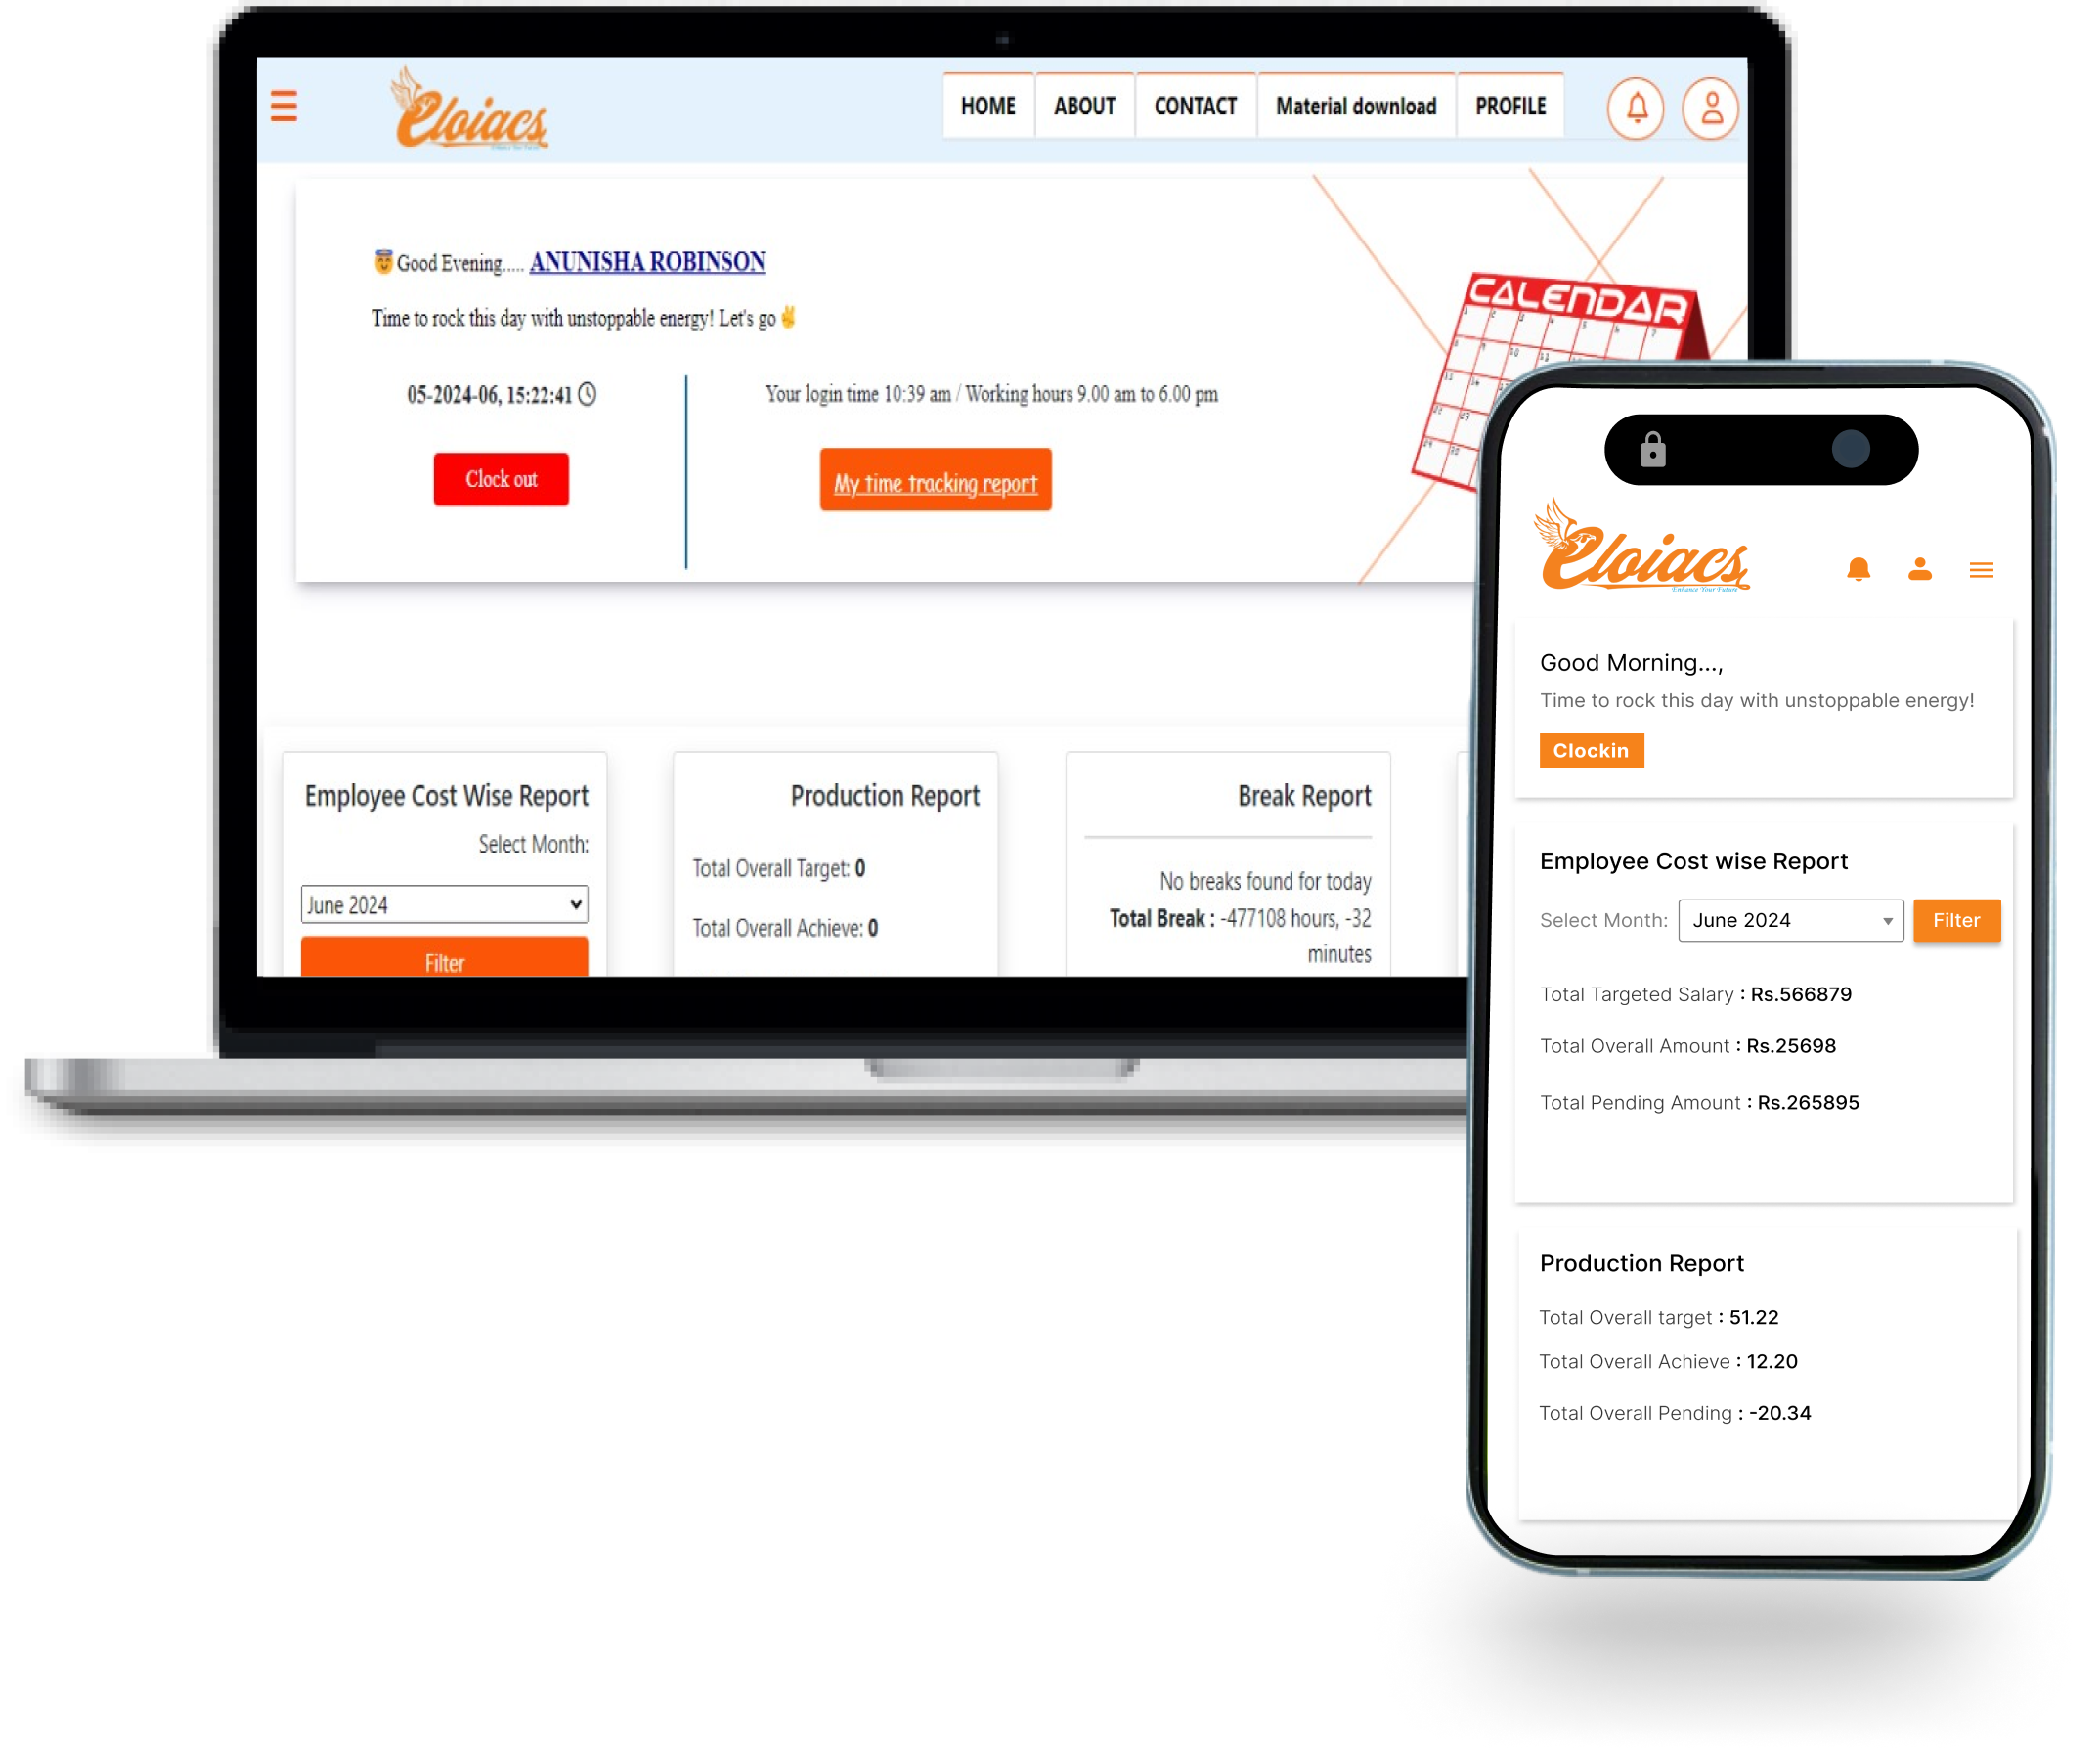 eloiacs
HOME ABOUT CONTACT Material download PROFILE
Good Evening..... ANUNISHA ROBINSON
Time to rock this day with unstoppable energy! Let's go
05-2024-06, 15:22:41
Your login time 10:39 am / Working hours 9.00 am to 6.00 pm
Clock out
My time tracking report
CALENDAR
Employee Cost Wise Report
Select Month:
June 2024
Filter
Production Report
Total Overall Target: 0
Total Overall Achieve: 0
Break Report
No breaks found for today
Total Break : -477108 hours, -32
minutes
eloiacs
Enhance Your Future
Good Morning...,
Time to rock this day with unstoppable energy!
Clockin
Employee Cost wise Report
Select Month: June 2024 Filter
Total Targeted Salary : Rs.566879
Total Overall Amount : Rs.25698
Total Pending Amount : Rs.265895
Production Report
Total Overall target : 51.22
Total Overall Achieve : 12.20
Total Overall Pending : -20.34